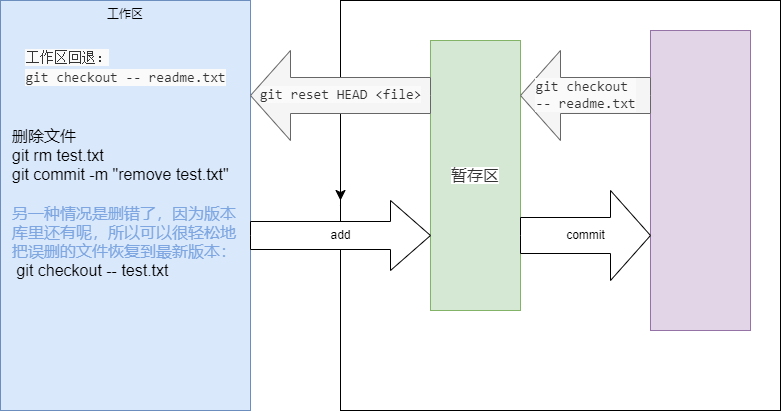 工作区
工作区回退：
git checkout -- readme.txt
删除文件
git rm test.txt
git commit -m "remove test.txt"
另一种情况是删错了，因为版本
库里还有呢，所以可以很轻松地
把误删的文件恢复到最新版本：
git checkout -- test.txt
git reset HEAD <file>
git checkout
-- readme.txt
暂存区
add
commit